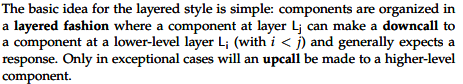 The basic idea for the layered style is simple: components are organized in
a layered fashion where a component at layer Lj can make a downcall to
a component at a lower-level layer Li (with i < j) and generally expects a
response. Only in exceptional cases will an upcall be made to a higher-level
component.